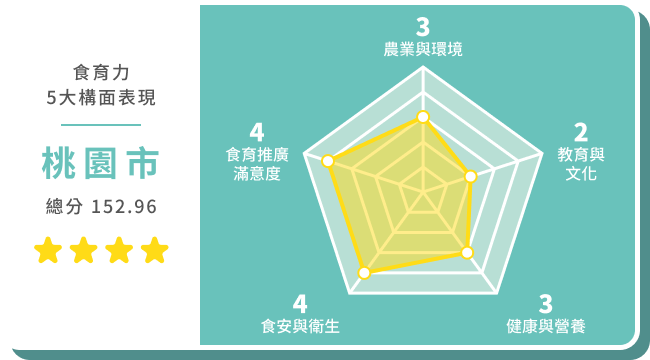 食育力
5大構面表現
桃園市
總分 152.96
3
農業與環境
2
教育與
文化
3
健康與營養
4
食安與衛生
4
食育推廣
滿意度